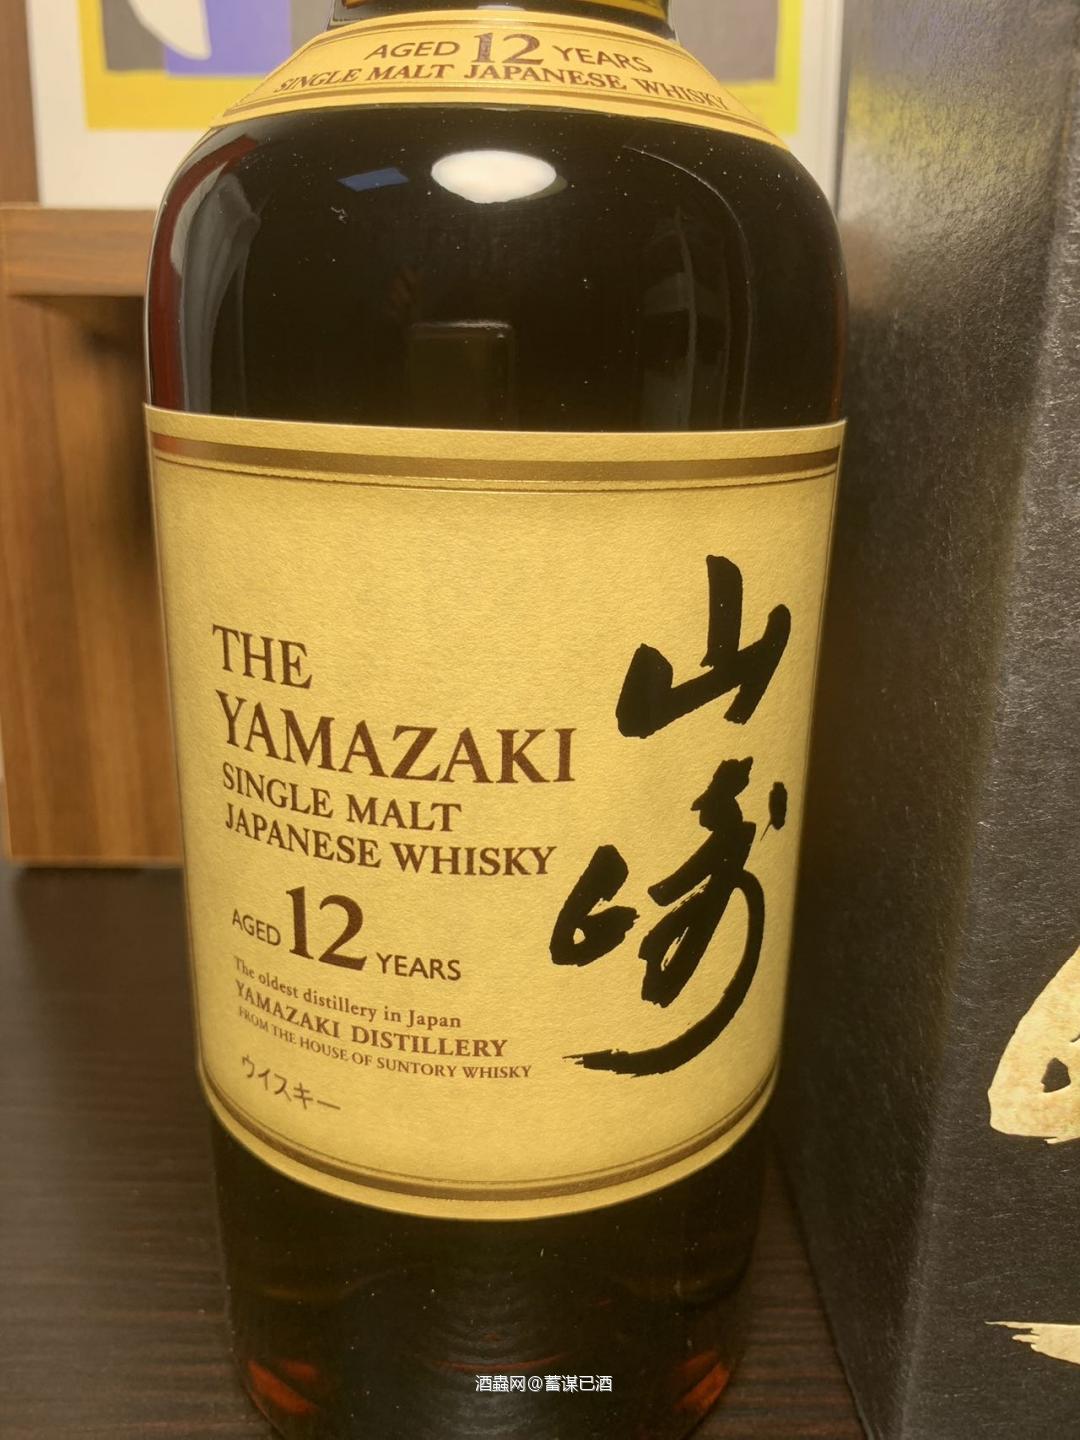 AGED 12 YEARS
SINGLE MALT JAPANESE WHISKY
THE
YAMAZAKI
SINGLE MALT
JAPANESE WHISKY
AGED 12 YEARS
The oldest distillery in Japan
YAMAZAKI DISTILLERY
FROM THE HOUSE OF SUNTORY WHISKY
ウイスキー
山崎
酒蟲网@蓄谋已酒